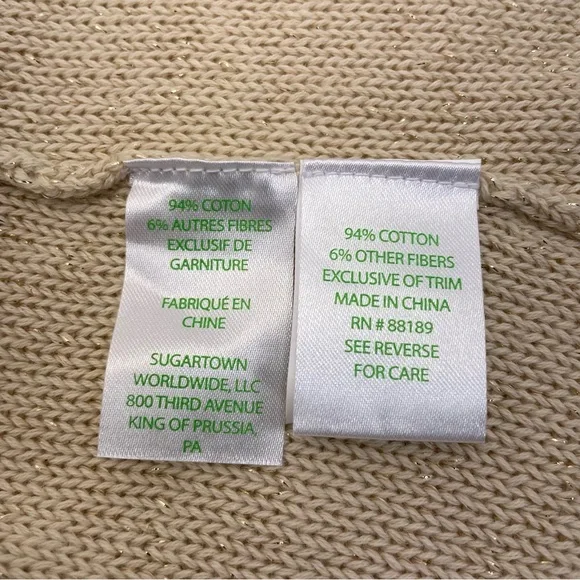 94% COTON
6% AUTRES FIBRES
EXCLUSIF DE
GARNITURE
FABRIQUÉ EN
CHINE
SUGARTOWN
WORLDWIDE, LLC
800 THIRD AVENUE
KING OF PRUSSIA,
PA
94% COTTON
6% OTHER FIBERS
EXCLUSIVE OF TRIM
MADE IN CHINA
RN # 88189
SEE REVERSE
FOR CARE